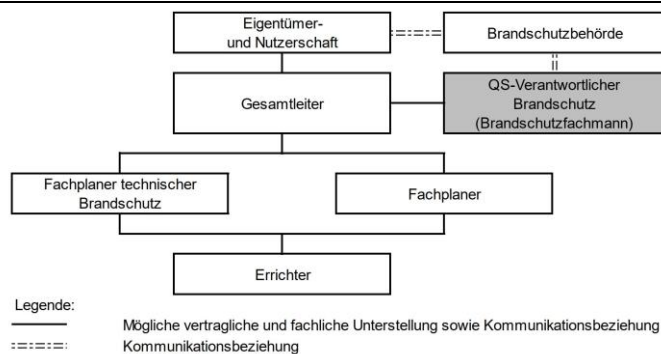 Eigentümer-
und Nutzerschaft
Brandschutzbehörde
Gesamtleiter
QS-Verantwortlicher
Brandschutz
(Brandschutzfachmann)
Fachplaner technischer
Brandschutz
Fachplaner
Errichter
Legende:
Mögliche vertragliche und fachliche Unterstellung sowie Kommunikationsbeziehung
Kommunikationsbeziehung